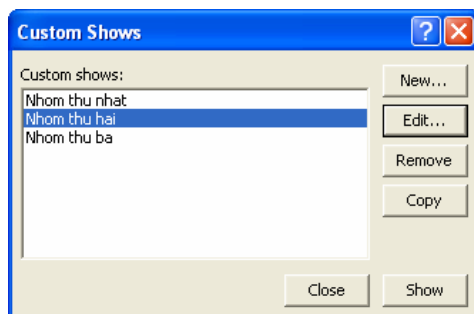 Custom Shows
Custom shows:
Nhom thu nhat
Nhom thu hai
Nhom thu ba
New...
Edit...
Remove
Copy
Close
Show